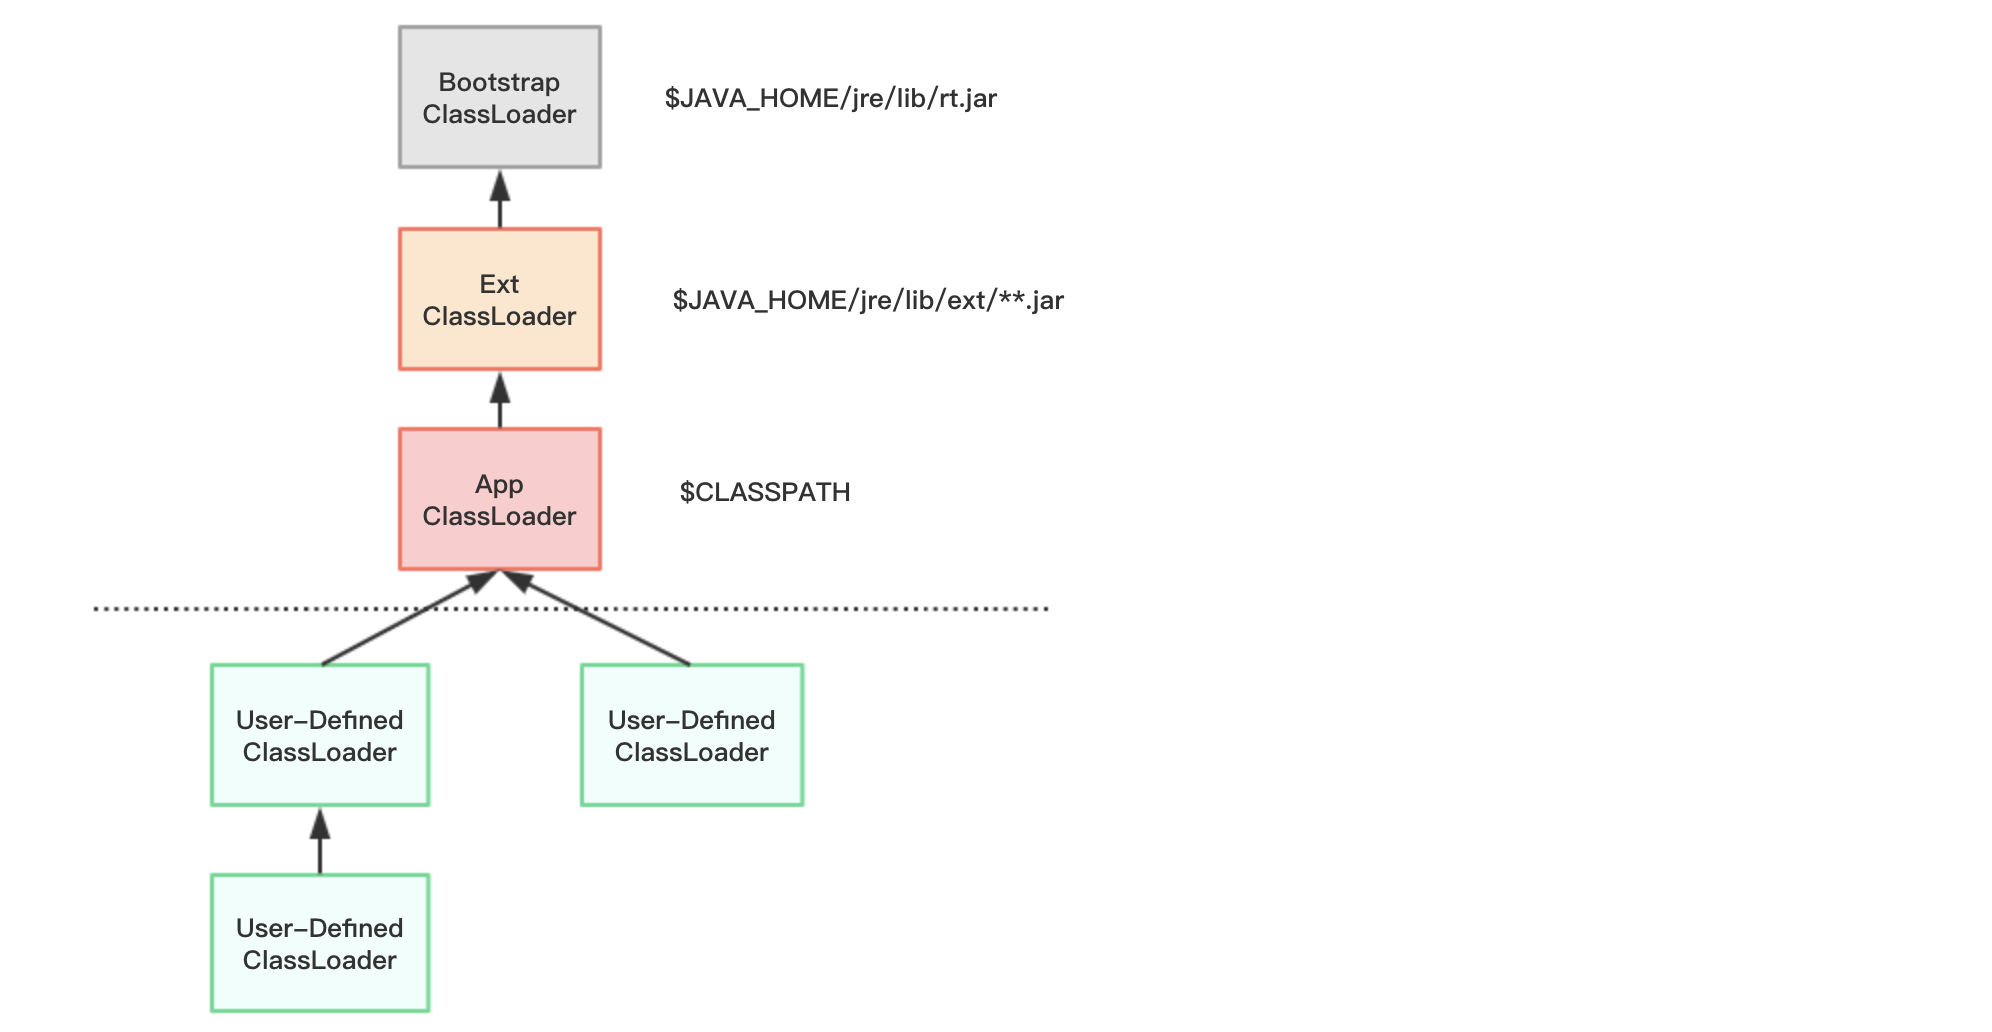 Bootstrap
ClassLoader
$JAVA_HOME/jre/lib/rt.jar
Ext
ClassLoader
$JAVA_HOME/jre/lib/ext/**.jar
App
ClassLoader
$CLASSPATH
User–Defined
ClassLoader
User–Defined
ClassLoader
User–Defined
ClassLoader